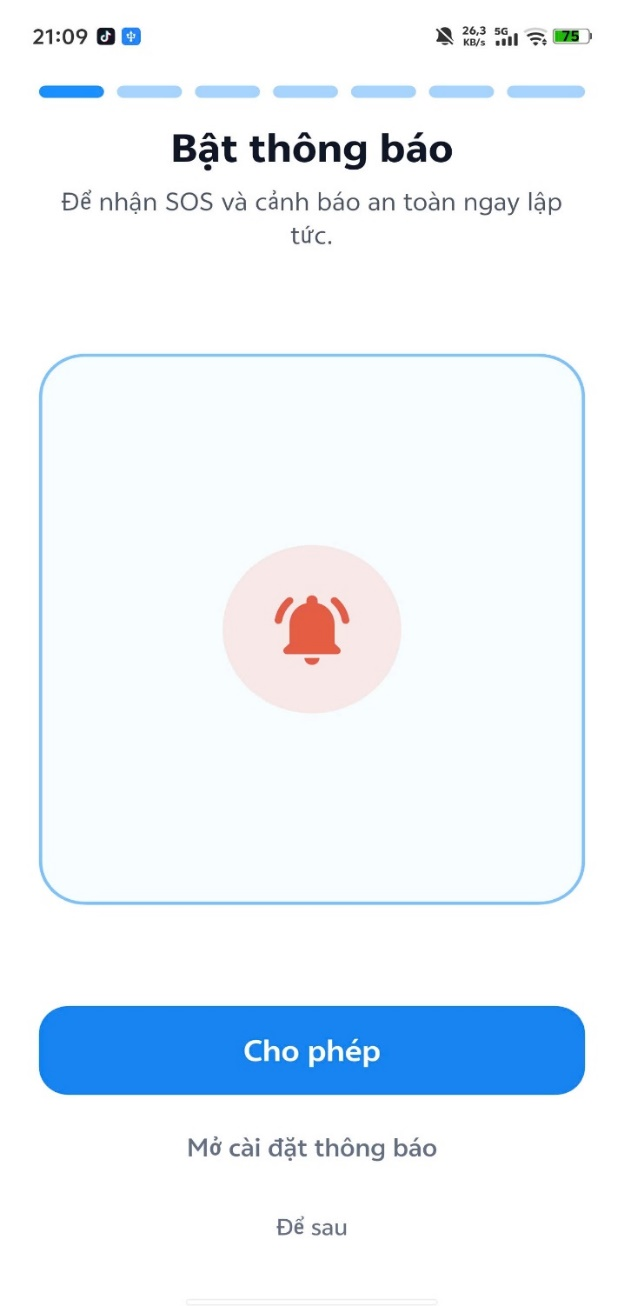 21:09
26,3
KB/s
5G
75
Bật thông báo
Để nhận SOS và cảnh báo an toàn ngay lập
tức.
Cho phép
Mở cài đặt thông báo
Để sau